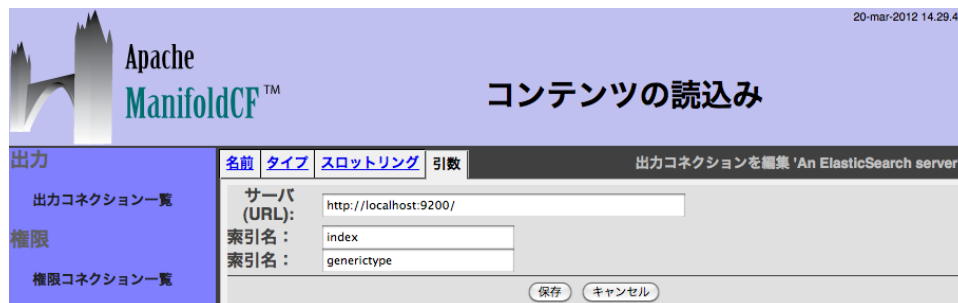 20-mar-2012 14.29.4
Apache
ManifoldCF™
コンテンツの読込み
出力
名前 タイプ スロットリング 引数
出力コネクションを編集 'An ElasticSearch server
出力コネクション一覧
サーバ
(URL):
http://localhost:9200/
権限
索引名：
index
索引名：
generictype
権限コネクション一覧
保存 キャンセル